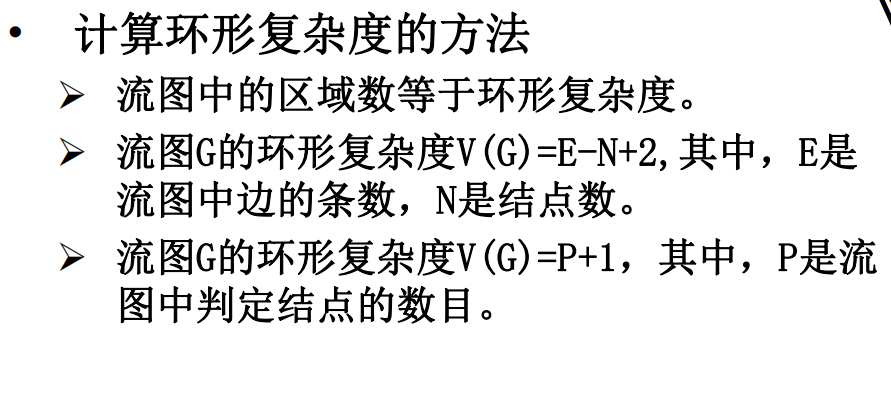 • 计算环形复杂度的方法
➢ 流图中的区域数等于环形复杂度。
➢ 流图G的环形复杂度V(G)=E-N+2,其中，E是
流图中边的条数，N是结点数。
➢ 流图G的环形复杂度V(G)=P+1，其中，P是流
图中判定结点的数目。